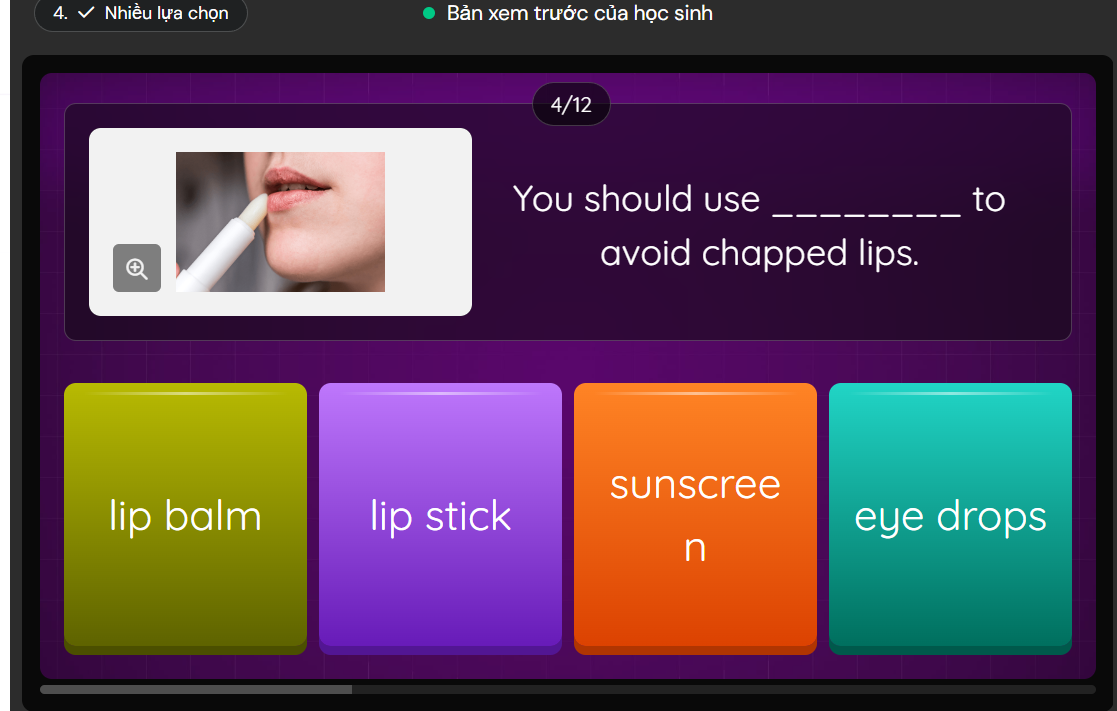 4. ✓ Nhiều lựa chọn
Bản xem trước của học sinh
4/12
You should use ________ to
avoid chapped lips.
lip balm
lip stick
sunscree
n
eye drops